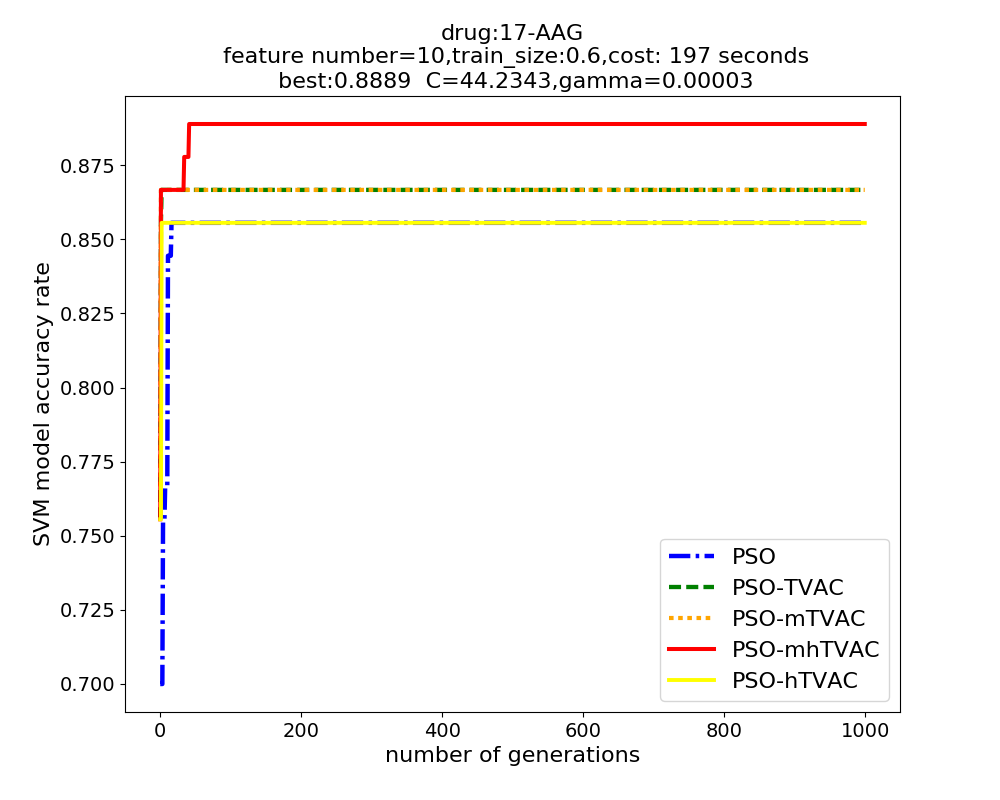 drug:17-AAG
feature number=10,train_size:0.6,cost: 197 seconds
best:0.8889  C=44.2343,gamma=0.00003
SVM model accuracy rate
0.875
0.850
0.825
0.800
0.775
0.750
0.725
0.700
PSO
PSO-TVAC
PSO-mTVAC
PSO-mhTVAC
PSO-hTVAC
0 200 400 600 800 1000
number of generations